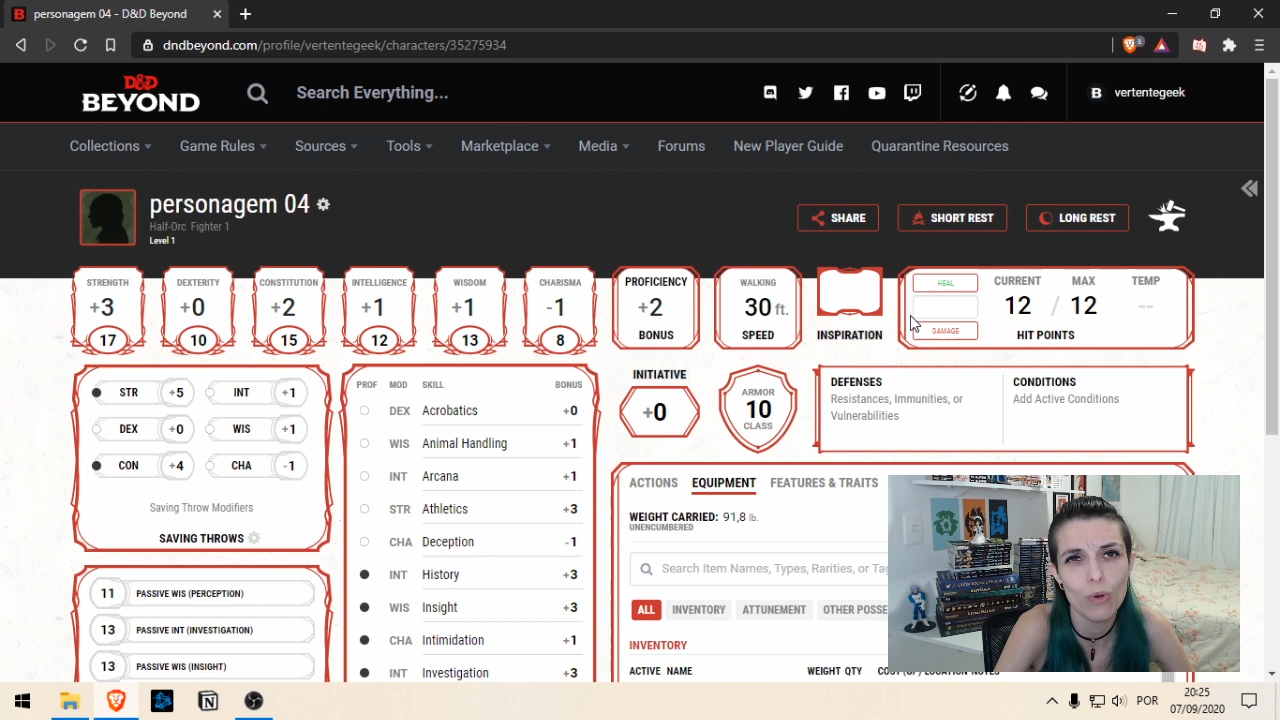 personagem 04 - D&D Beyond
dndbeyond.com/profile/vertentegeek/characters/35275934
3
D&D
BEYOND
Search Everything...
B vertentegeek
Collections
Game Rules
Sources
Tools
Marketplace
Media
Forums
New Player Guide
Quarantine Resources
personagem 04
Half-Orc Fighter 1
Level 1
SHARE
SHORT REST
LONG REST
STRENGTH
+3
17
DEXTERITY
+0
10
CONSTITUTION
+2
15
INTELLIGENCE
+1
12
WISDOM
+1
13
CHARISMA
-1
8
PROFICIENCY
+2
BONUS
WALKING
30 ft.
SPEED
INSPIRATION
HEAL
DAMAGE
CURRENT
MAX
TEMP
12 / 12 --
HIT POINTS
STR +5
INT +1
DEX +0
WIS +1
CON +4
CHA -1
Saving Throw Modifiers
SAVING THROWS
11 PASSIVE WIS (PERCEPTION)
13 PASSIVE INT (INVESTIGATION)
13 PASSIVE WIS (INSIGHT)
PROF MOD SKILL BONUS
DEX Acrobatics +0
WIS Animal Handling +1
INT Arcana +1
STR Athletics +3
CHA Deception -1
INT History +3
WIS Insight +3
CHA Intimidation +1
INT Investigation +3
INITIATIVE
+0
ARMOR
10
CLASS
DEFENSES
Resistances, Immunities, or
Vulnerabilities
CONDITIONS
Add Active Conditions
ACTIONS EQUIPMENT FEATURES & TRAITS
WEIGHT CARRIED: 91,8 lb.
UNENCUMBERED
Search Item Names, Types, Rarities, or Ta
ALL INVENTORY ATTUNEMENT OTHER POSSE
INVENTORY
ACTIVE NAME WEIGHT QTY COST (GP) / LOCATION NOTES
POR
20:25
07/09/2020